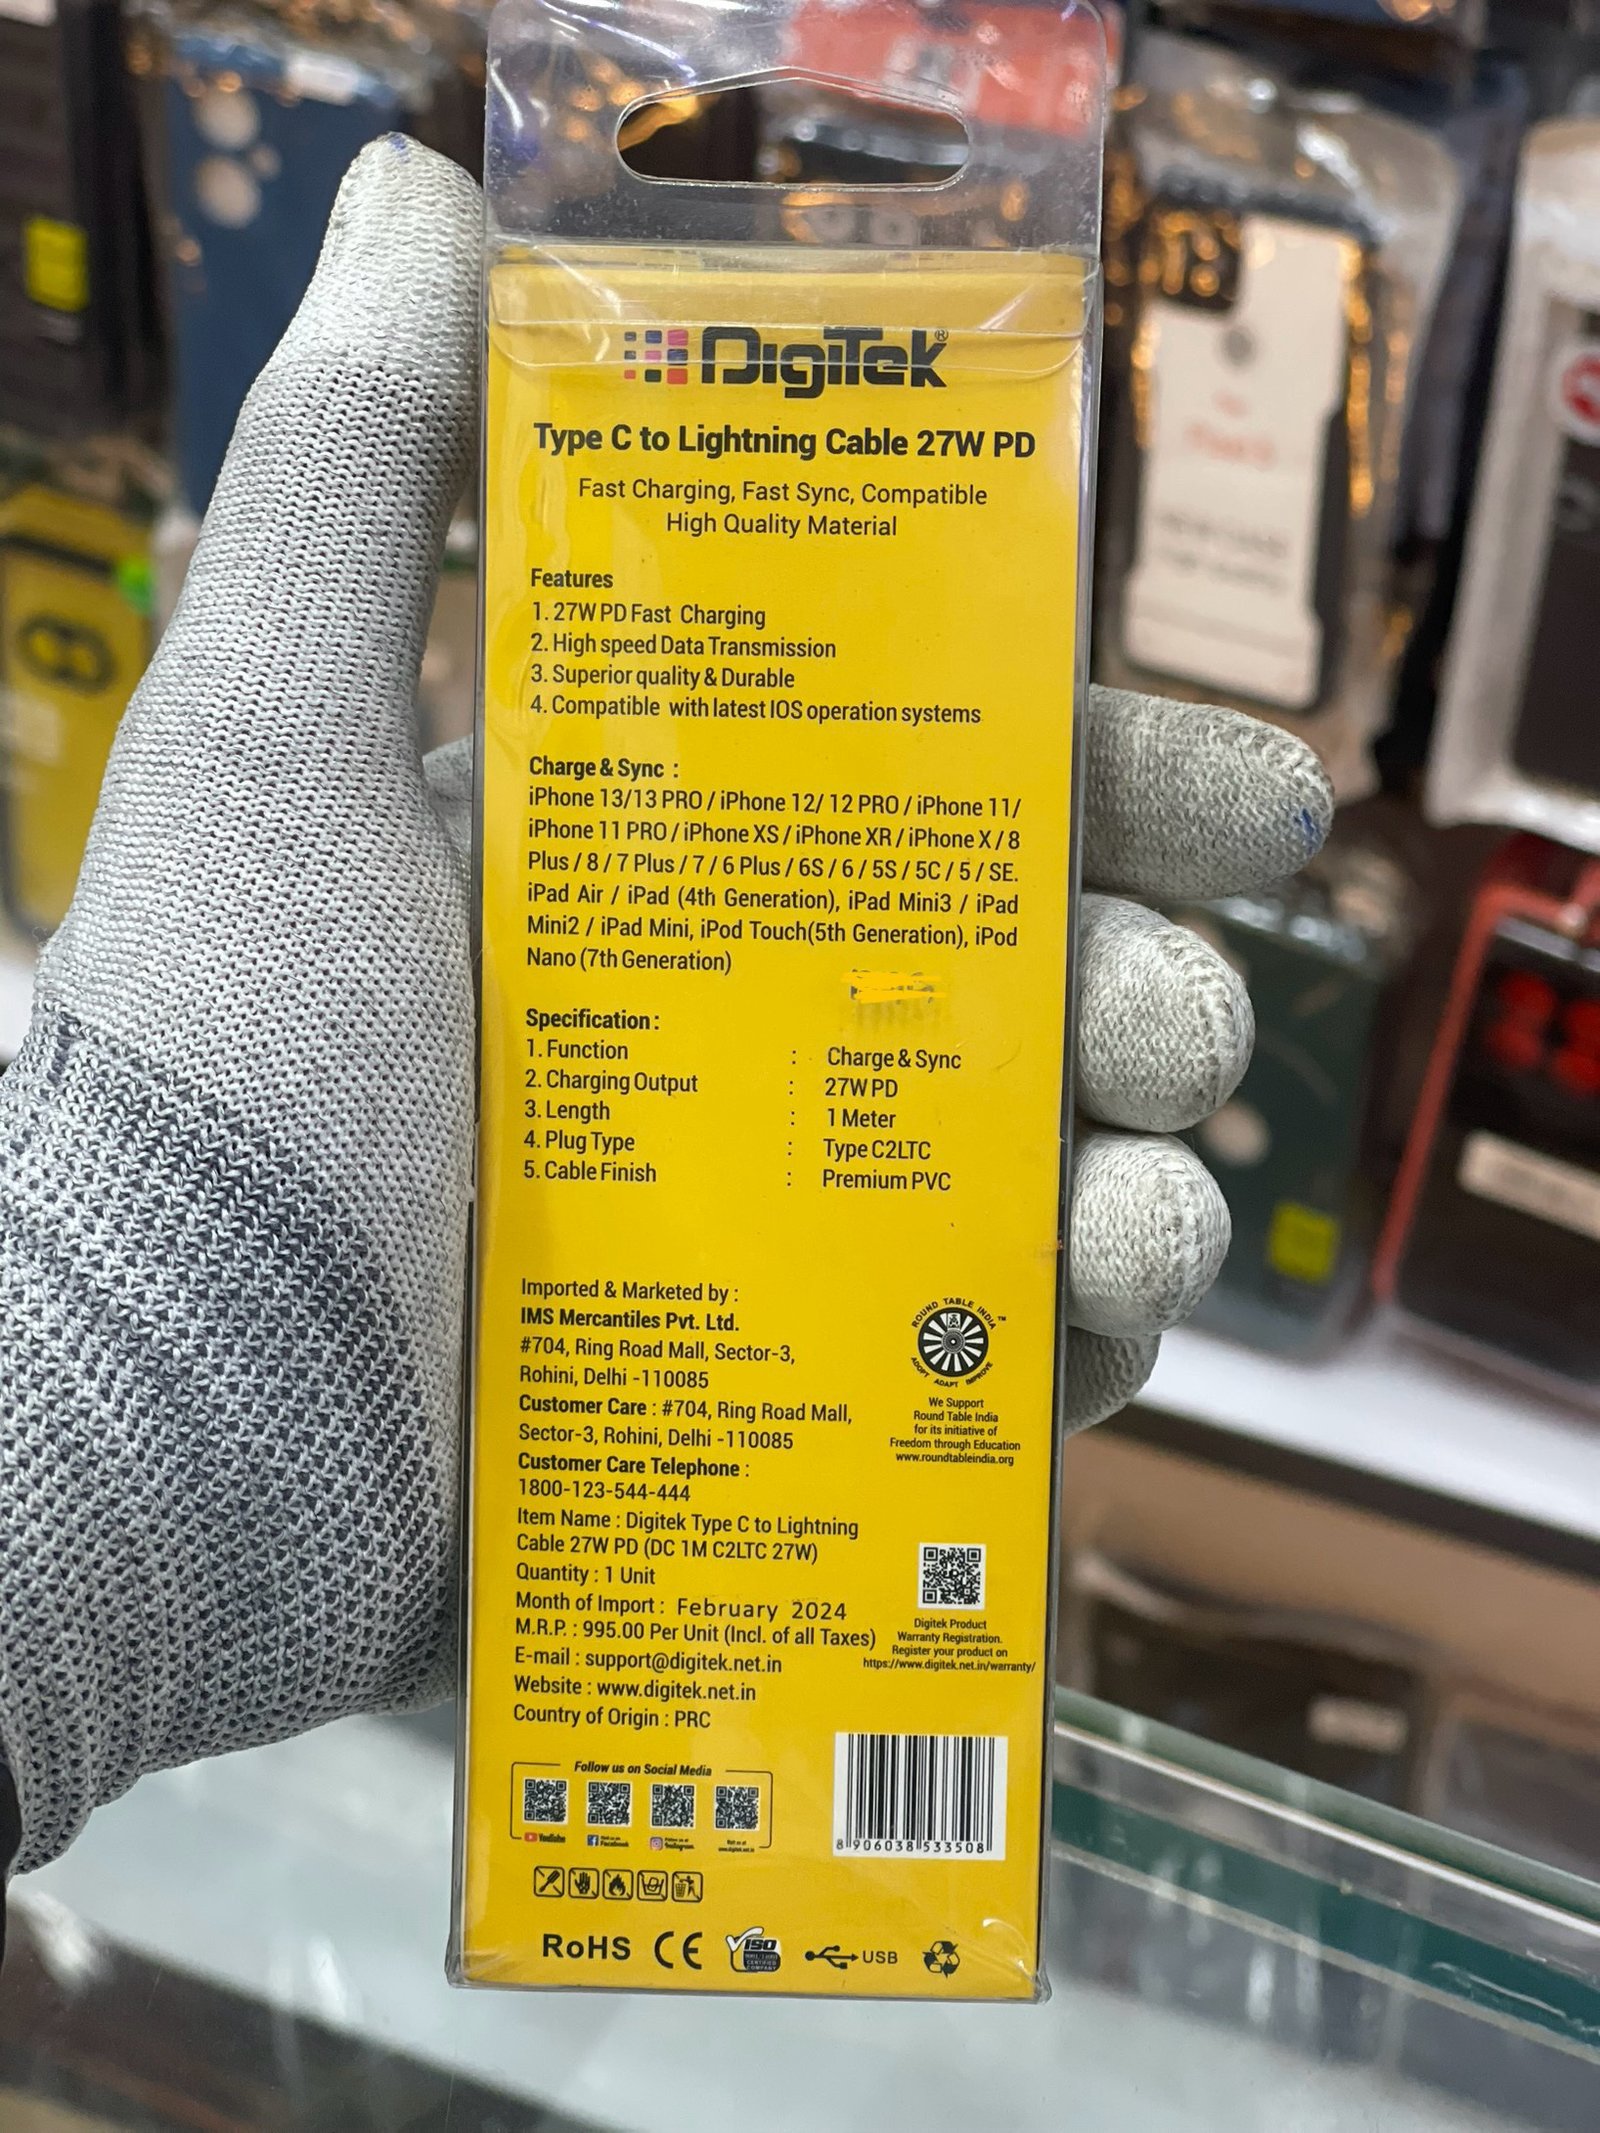 DigiTek®
Type C to Lightning Cable 27W PD
Fast Charging, Fast Sync, Compatible
High Quality Material
Features
1. 27W PD Fast Charging
2. High speed Data Transmission
3. Superior quality & Durable
4. Compatible with latest IOS operation systems
Charge & Sync :
iPhone 13/13 PRO / iPhone 12/ 12 PRO / iPhone 11/
iPhone 11 PRO / iPhone XS / iPhone XR / iPhone X / 8
Plus / 8 / 7 Plus / 7 / 6 Plus / 6S / 6 / 5S / 5C / 5 / SE.
iPad Air / iPad (4th Generation), iPad Mini3 / iPad
Mini2 / iPad Mini, iPod Touch(5th Generation), iPod
Nano (7th Generation)
Specification :
1. Function : Charge & Sync
2. Charging Output : 27W PD
3. Length : 1 Meter
4. Plug Type : Type C2LTC
5. Cable Finish : Premium PVC
Imported & Marketed by :
IMS Mercantiles Pvt. Ltd.
#704, Ring Road Mall, Sector-3,
Rohini, Delhi -110085
Customer Care : #704, Ring Road Mall,
Sector-3, Rohini, Delhi -110085
Customer Care Telephone :
1800-123-544-444
Item Name : Digitek Type C to Lightning
Cable 27W PD (DC 1M C2LTC 27W)
Quantity : 1 Unit
Month of Import : February 2024
M.R.P. : 995.00 Per Unit (Incl. of all Taxes)
E-mail : support@digitek.net.in
Website : www.digitek.net.in
Country of Origin : PRC
ROUND TABLE INDIA ™
ADOPT ADAPT IMPROVE
We Support
Round Table India
for its initiative of
Freedom through Education
www.roundtableindia.org
Digitek Product
Warranty Registration.
Register your product on
https://www.digitek.net.in/warranty/
Follow us on Social Media
YouTube
Facebook
Instagram
8 906038 533508
RoHS CE ISO USB
CERTIFIED
COMPANY